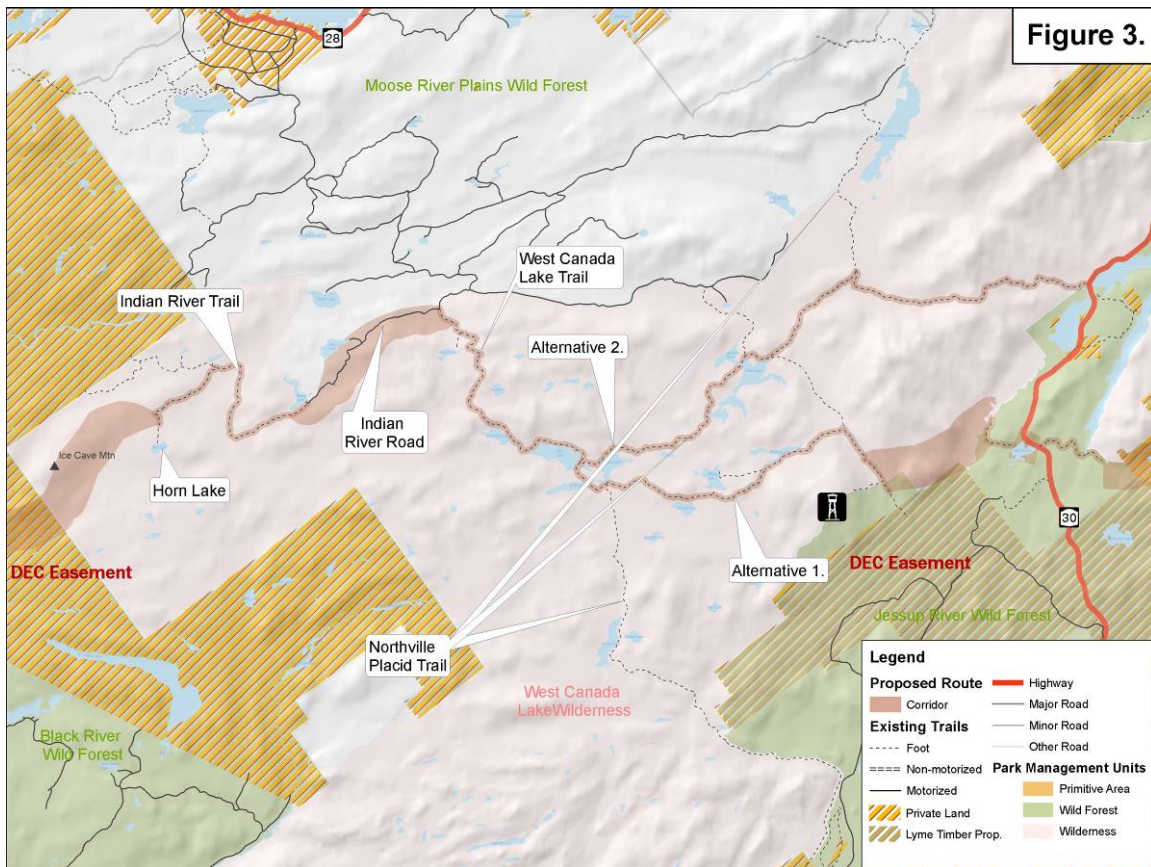 Figure 3.
28
Moose River Plains Wild Forest
West Canada
Lake Trail
Indian River Trail
Alternative 2.
Indian
River Road
Ice Cave Mtn
Horn Lake
DEC Easement
Alternative 1.
DEC Easement
30
Jessup River Wild Forest
Northville
Placid Trail
West Canada
LakeWilderness
Black River
Wild Forest
Legend
Proposed Route
Corridor
Existing Trails
Foot
Non-motorized
Motorized
Private Land
Lyme Timber Prop.
Highway
Major Road
Minor Road
Other Road
Park Management Units
Primitive Area
Wild Forest
Wilderness